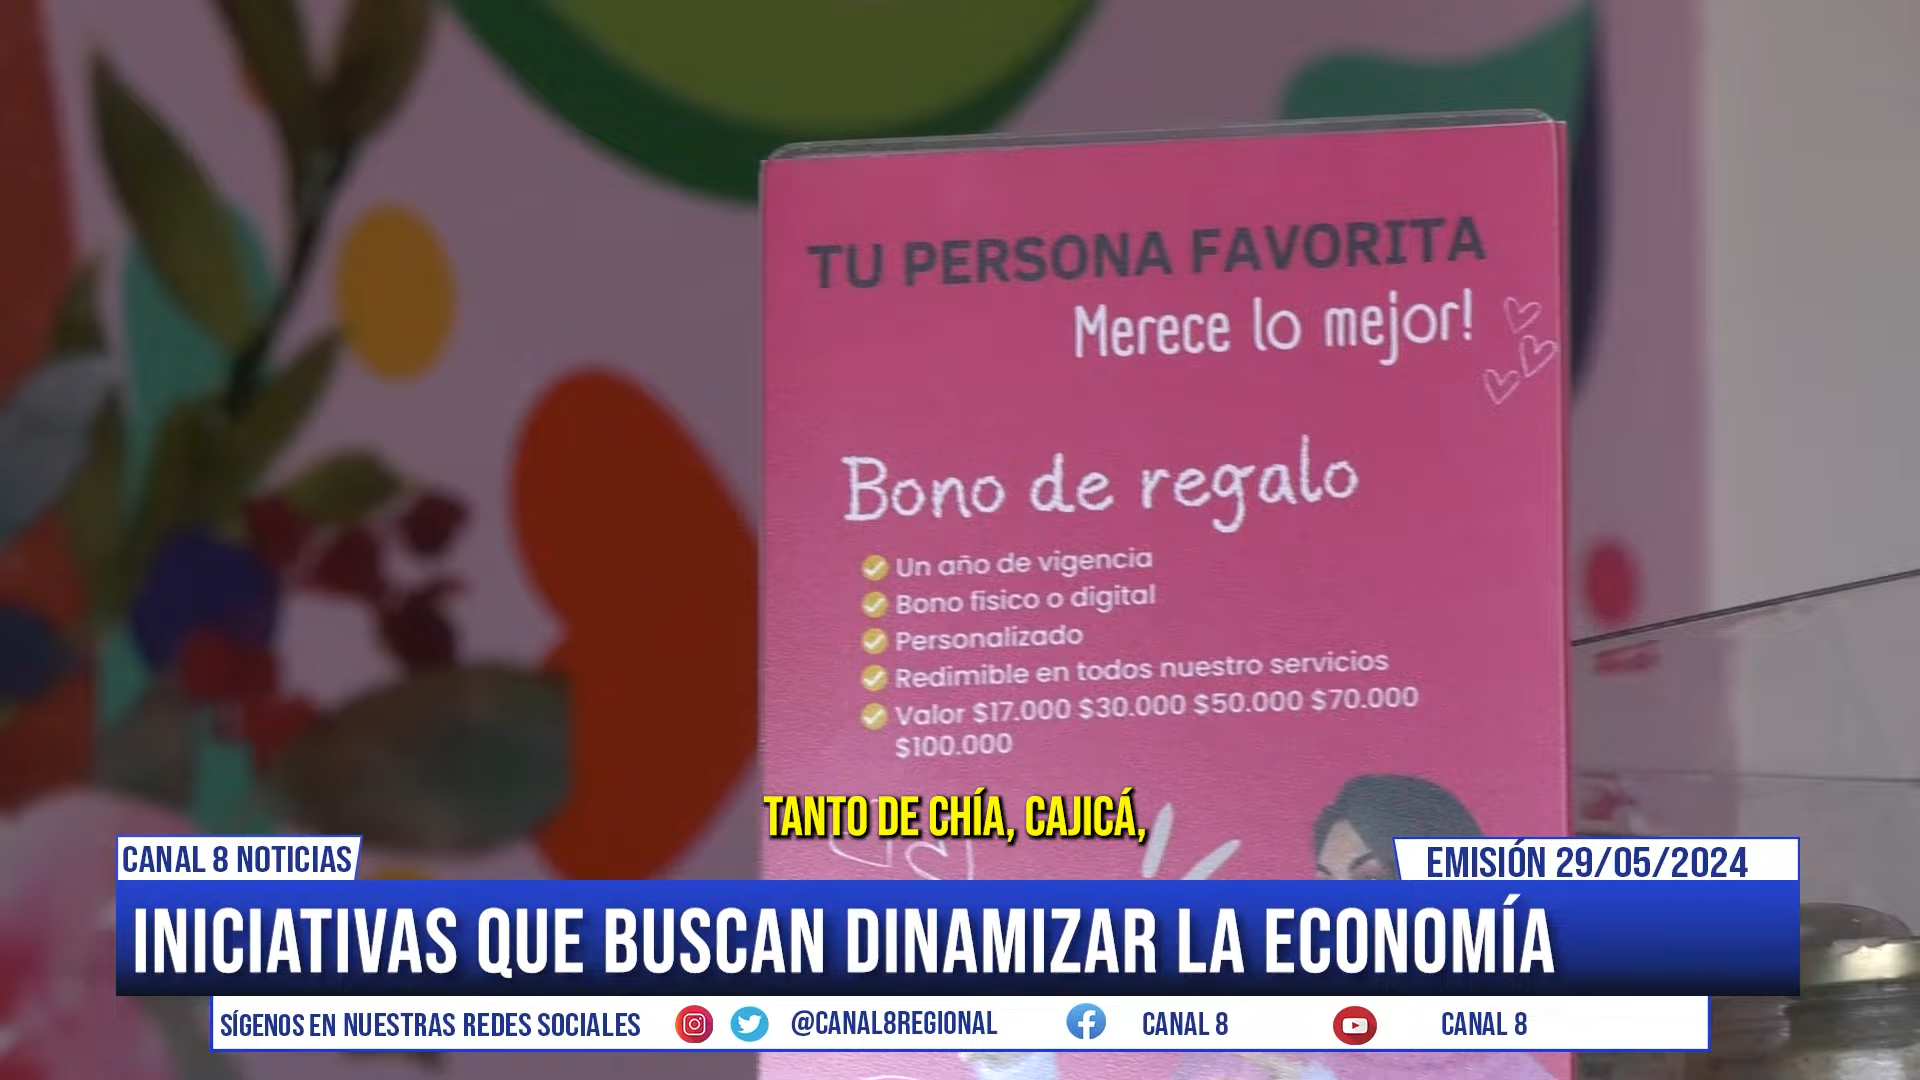 TU PERSONA FAVORITA
Merece lo mejor!
Bono de regalo
Un año de vigencia
Bono fisico o digital
Personalizado
Redimible en todos nuestro servicios
Valor $17.000 $30.000 $50.000 $70.000
$100.000
TANTO DE CHÍA, CAJICÁ,
CANAL 8 NOTICIAS
EMISIÓN 29/05/2024
INICIATIVAS QUE BUSCAN DINAMIZAR LA ECONOMÍA
SÍGENOS EN NUESTRAS REDES SOCIALES @CANAL8REGIONAL CANAL 8 CANAL 8